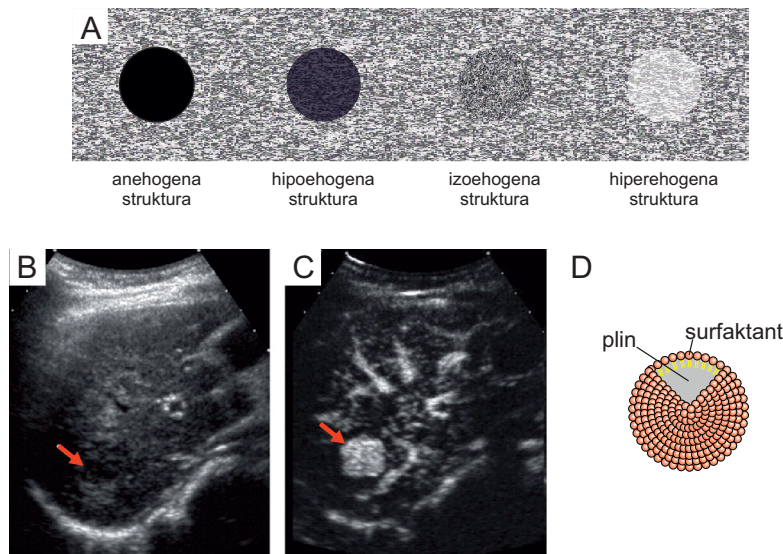 A
anehogena
struktura
hipoehogena
struktura
izoehogena
struktura
hiperehogena
struktura
B
C
D
plin
surfaktant